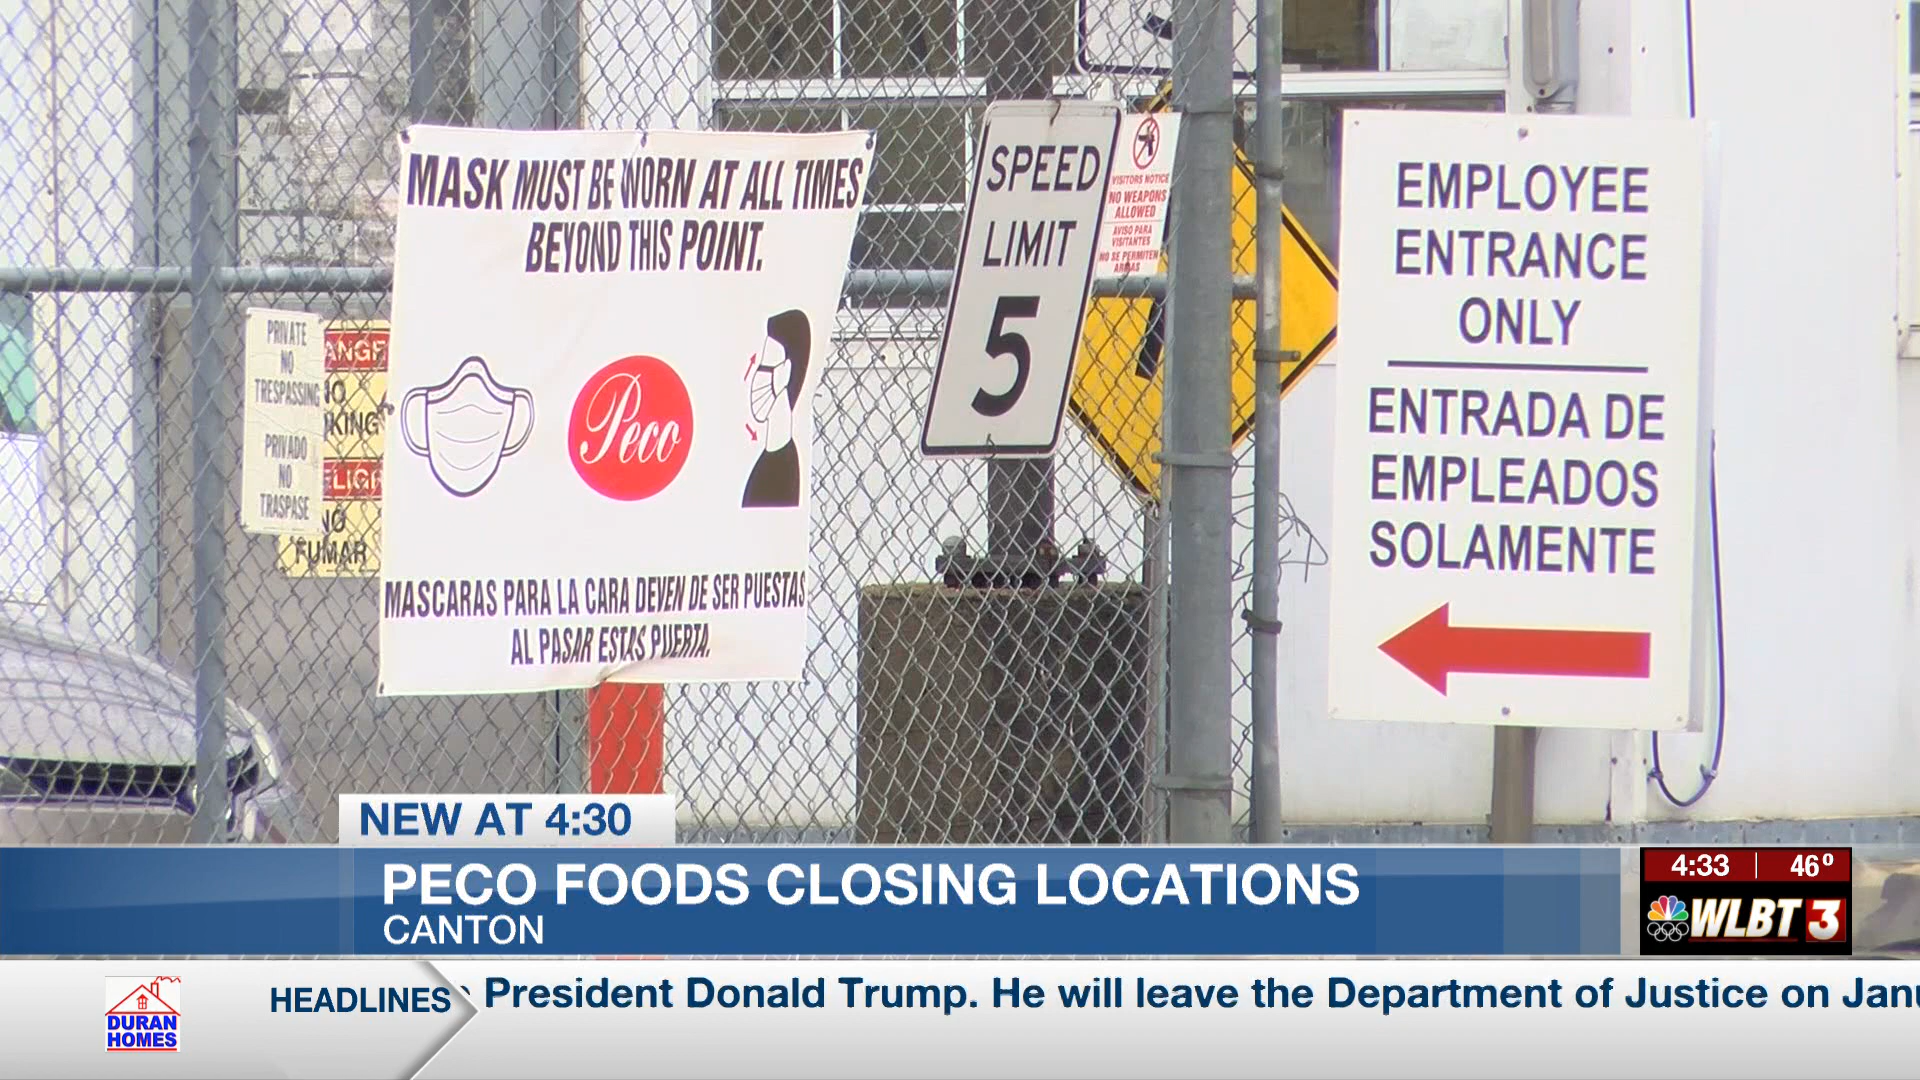 MASK MUST BE WORN AT ALL TIMES
BEYOND THIS POINT.
Peco
MASCARAS PARA LA CARA DEVEN DE SER PUESTAS
AL PASAR ESTAS PUERTA.
PRIVATE
NO
TRESPASSING
PRIVADO
NO
TRASPASE
NO
FUMAR
SPEED
LIMIT
5
VISITORS NOTICE
NO WEAPONS
ALLOWED
AVISO PARA
VISITANTES
NO SE PERMITEN
ARMAS
EMPLOYEE
ENTRANCE
ONLY
ENTRADA DE
EMPLEADOS
SOLAMENTE
NEW AT 4:30
PECO FOODS CLOSING LOCATIONS
CANTON
4:33 46º
WLBT 3
DURAN
HOMES
HEADLINES
President Donald Trump. He will leave the Department of Justice on Janu